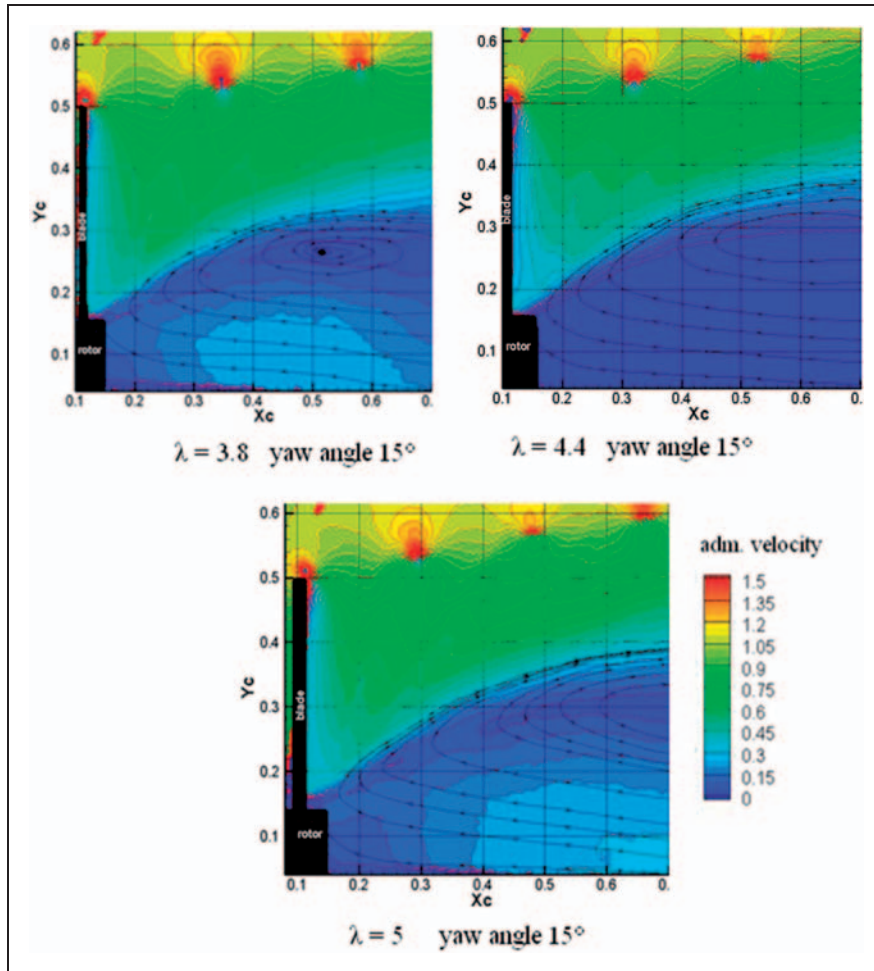 0.6
0.5
0.4
0.3
0.2
0.1
Yc
blade
rotor
0.1 0.2 0.3 0.4 0.5 0.6 0.
Xc
λ = 3.8 yaw angle 15°
0.6
0.5
0.4
0.3
0.2
0.1
Yc
blade
rotor
0.1 0.2 0.3 0.4 0.5 0.6 0.
Xc
λ = 4.4 yaw angle 15°
0.6
0.5
0.4
0.3
0.2
0.1
Yc
blade
rotor
0.1 0.2 0.3 0.4 0.5 0.6 0.
Xc
λ = 5 yaw angle 15°
adm. velocity
1.5
1.35
1.2
1.05
0.9
0.75
0.6
0.45
0.3
0.15
0